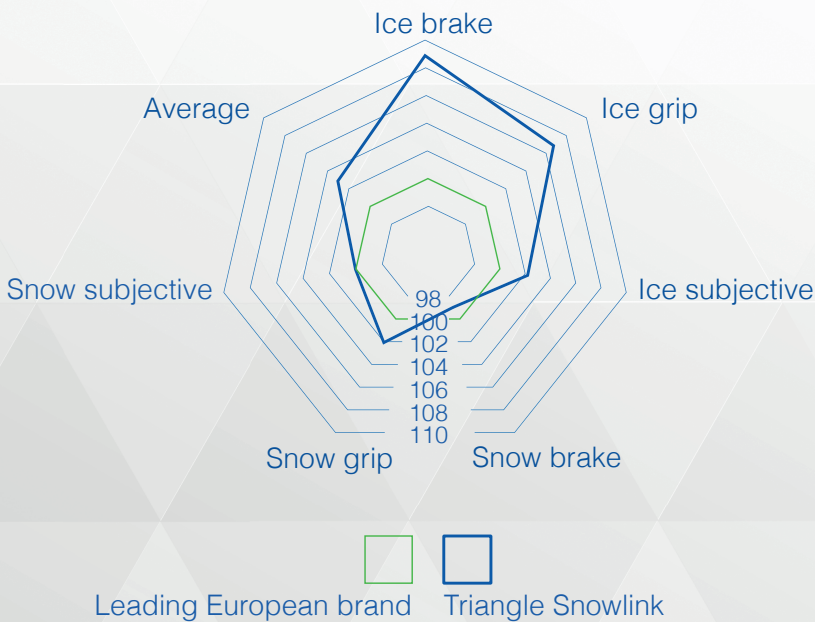 Ice brake
Average
Ice grip
Snow subjective
Ice subjective
98
100
102
104
106
108
110
Snow grip
Snow brake
Leading European brand
Triangle Snowlink